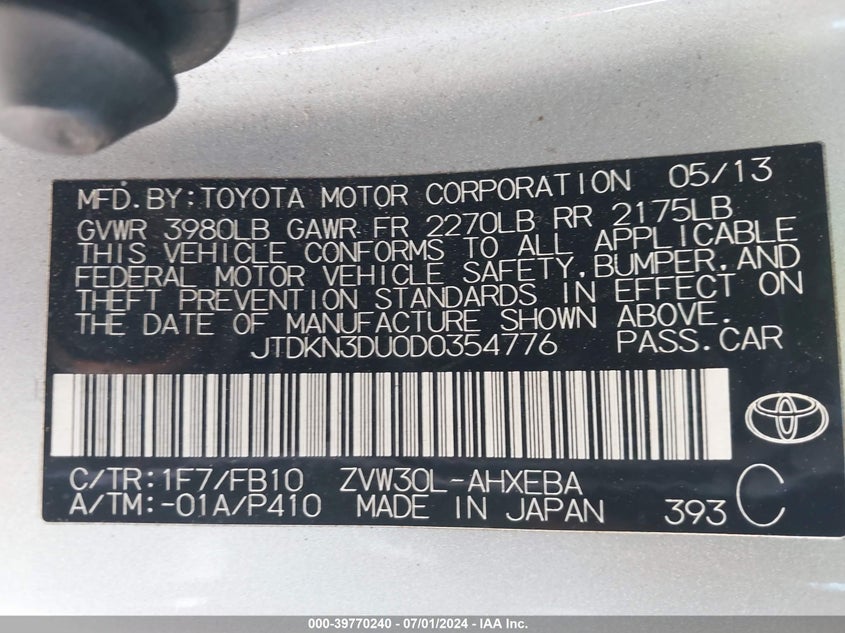 MFD. BY: TOYOTA MOTOR CORPORATION 05/13
GVWR 3980LB GAWR FR 2270LB RR 2175LB
THIS VEHICLE CONFORMS TO ALL APPLICABLE
FEDERAL MOTOR VEHICLE SAFETY, BUMPER, AND
THEFT PREVENTION STANDARDS IN EFFECT ON
THE DATE OF MANUFACTURE SHOWN ABOVE.
JTDKN3DU0D0354776 PASS.CAR
C/TR: 1F7/FB10 ZVW30L-AHXEBA
A/TM: -01A/P410 MADE IN JAPAN 393 C
000-39770240 - 07/01/2024 - IAA Inc.